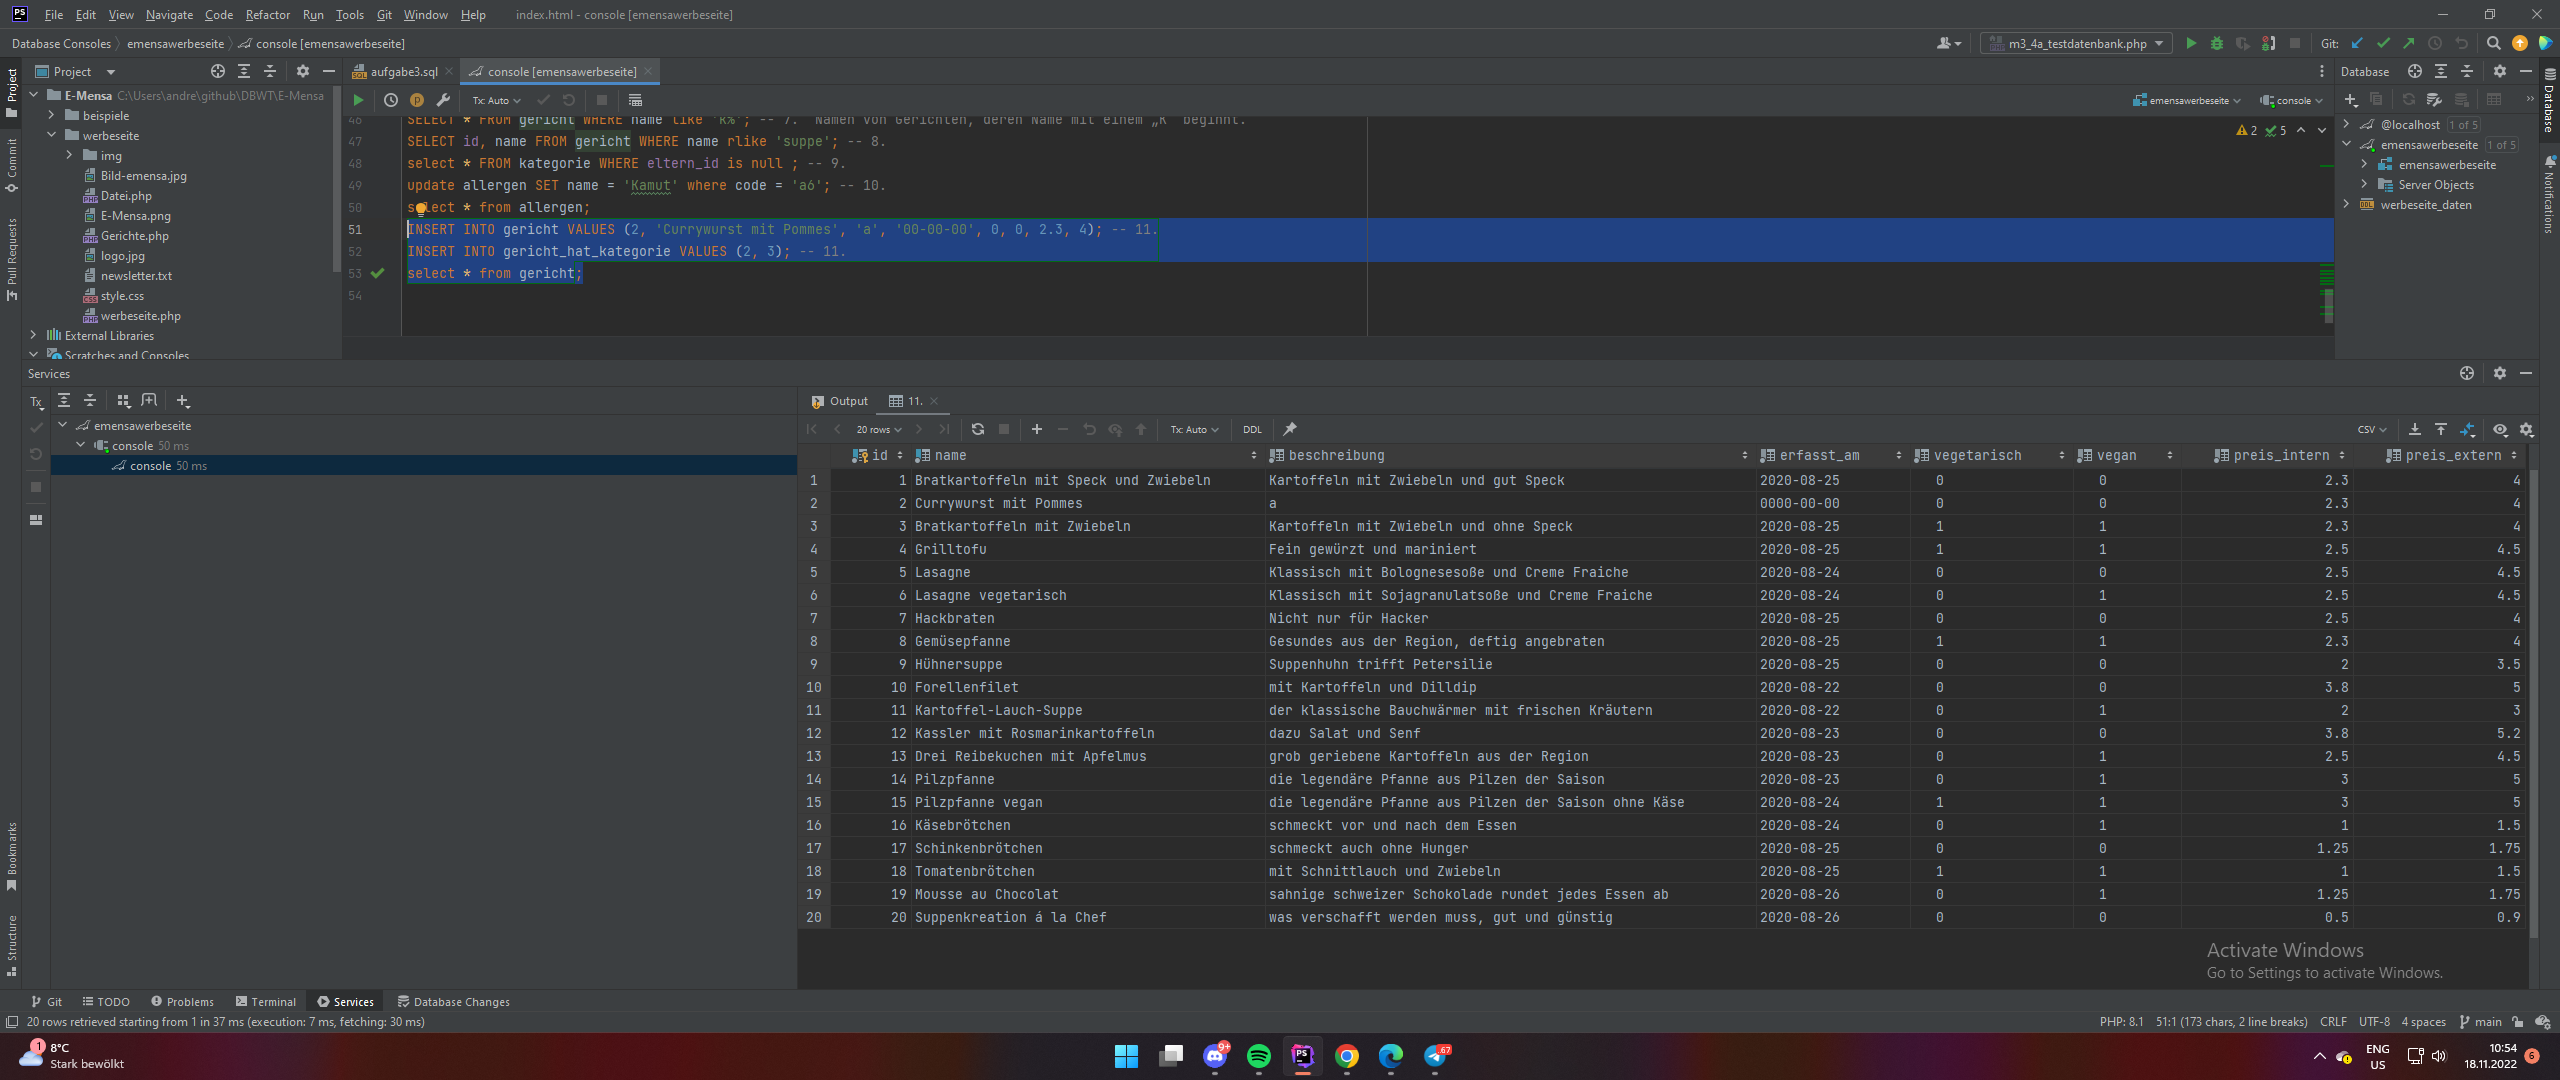 PS File Edit View Navigate Code Refactor Run Tools Git Window Help index.html - console [emensawerbeseite]
Database Consoles emensawerbeseite console [emensawerbeseite] m3_4a_testdatenbank.php Git:
Project aufgabe3.sql console [emensawerbeseite] Database
E-Mensa C:\Users\andre\github\DBWT\E-Mensa
beispiele
werbeseite
img
Bild-emensa.jpg
Datei.php
E-Mensa.png
Gerichte.php
logo.jpg
newsletter.txt
style.css
werbeseite.php
External Libraries
Scratches and Consoles
Tx: Auto emensawerbeseite console
46 SELECT * FROM gericht WHERE name like 'K%'; -- 7. Namen von Gerichten, deren Name mit einem „K“ beginnt.
47 SELECT id, name FROM gericht WHERE name rlike 'suppe'; -- 8.
48 select * FROM kategorie WHERE eltern_id is null ; -- 9.
49 update allergen SET name = 'Kamut' where code = 'a6'; -- 10.
50 select * from allergen;
51 INSERT INTO gericht VALUES (2, 'Currywurst mit Pommes', 'a', '00-00-00', 0, 0, 2.3, 4); -- 11.
52 INSERT INTO gericht_hat_kategorie VALUES (2, 3); -- 11.
53 select * from gericht;
54
2 5
@localhost 1 of 5
emensawerbeseite 1 of 5
emensawerbeseite
Server Objects
werbeseite_daten
Project
Commit
Pull Requests
Bookmarks
Structure
Database
Notifications
Services
Tx
emensawerbeseite
console 50 ms
console 50 ms
Output 11.
20 rows Tx: Auto DDL CSV
id name beschreibung erfasst_am vegetarisch vegan preis_intern preis_extern
1 1 Bratkartoffeln mit Speck und Zwiebeln Kartoffeln mit Zwiebeln und gut Speck 2020-08-25 0 0 2.3 4
2 2 Currywurst mit Pommes a 0000-00-00 0 0 2.3 4
3 3 Bratkartoffeln mit Zwiebeln Kartoffeln mit Zwiebeln und ohne Speck 2020-08-25 1 1 2.3 4
4 4 Grilltofu Fein gewürzt und mariniert 2020-08-25 1 1 2.5 4.5
5 5 Lasagne Klassisch mit Bolognesesoße und Creme Fraiche 2020-08-24 0 0 2.5 4.5
6 6 Lasagne vegetarisch Klassisch mit Sojagranulatsoße und Creme Fraiche 2020-08-24 0 1 2.5 4.5
7 7 Hackbraten Nicht nur für Hacker 2020-08-25 0 0 2.5 4
8 8 Gemüsepfanne Gesundes aus der Region, deftig angebraten 2020-08-25 1 1 2.3 4
9 9 Hühnersuppe Suppenhuhn trifft Petersilie 2020-08-25 0 0 2 3.5
10 10 Forellenfilet mit Kartoffeln und Dilldip 2020-08-22 0 0 3.8 5
11 11 Kartoffel-Lauch-Suppe der klassische Bauchwärmer mit frischen Kräutern 2020-08-22 0 1 2 3
12 12 Kassler mit Rosmarinkartoffeln dazu Salat und Senf 2020-08-23 0 0 3.8 5.2
13 13 Drei Reibekuchen mit Apfelmus grob geriebene Kartoffeln aus der Region 2020-08-23 0 1 2.5 4.5
14 14 Pilzpfanne die legendäre Pfanne aus Pilzen der Saison 2020-08-23 0 1 3 5
15 15 Pilzpfanne vegan die legendäre Pfanne aus Pilzen der Saison ohne Käse 2020-08-24 1 1 3 5
16 16 Käsebrötchen schmeckt vor und nach dem Essen 2020-08-24 0 1 1 1.5
17 17 Schinkenbrötchen schmeckt auch ohne Hunger 2020-08-25 0 0 1.25 1.75
18 18 Tomatenbrötchen mit Schnittlauch und Zwiebeln 2020-08-25 1 1 1 1.5
19 19 Mousse au Chocolat sahnige schweizer Schokolade rundet jedes Essen ab 2020-08-26 0 1 1.25 1.75
20 20 Suppenkreation á la Chef was verschafft werden muss, gut und günstig 2020-08-26 0 0 0.5 0.9
Activate Windows
Go to Settings to activate Windows.
Git TODO Problems Terminal Services Database Changes
20 rows retrieved starting from 1 in 37 ms (execution: 7 ms, fetching: 30 ms) PHP: 8.1 51:1 (173 chars, 2 line breaks) CRLF UTF-8 4 spaces main
1 8°C
Stark bewölkt
9+ PS 67
ENG
US
10:54
18.11.2022
6